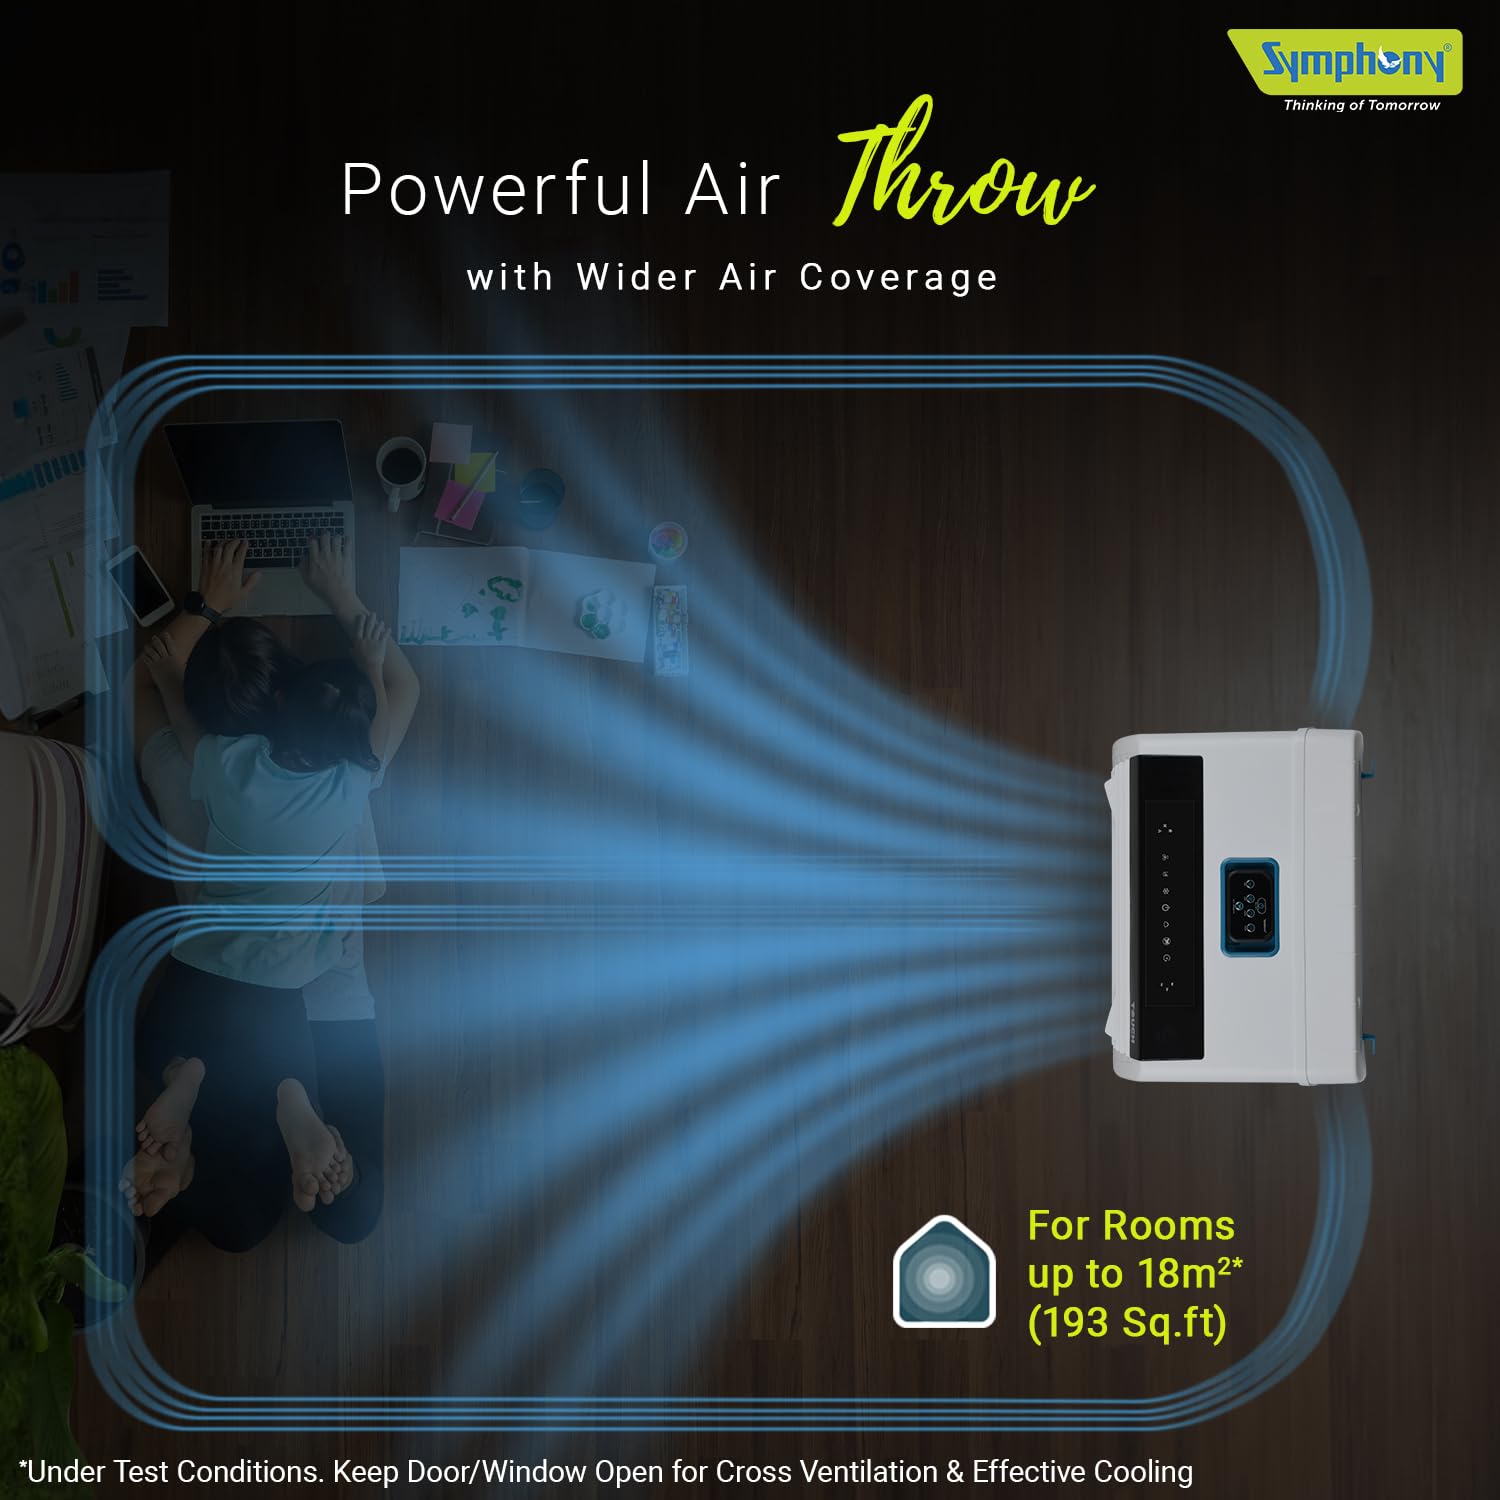 Symphony®
Thinking of Tomorrow
Powerful Air Throw
with Wider Air Coverage
TOUCH
For Rooms
up to 18m²*
(193 Sq.ft)
*Under Test Conditions. Keep Door/Window Open for Cross Ventilation & Effective Cooling